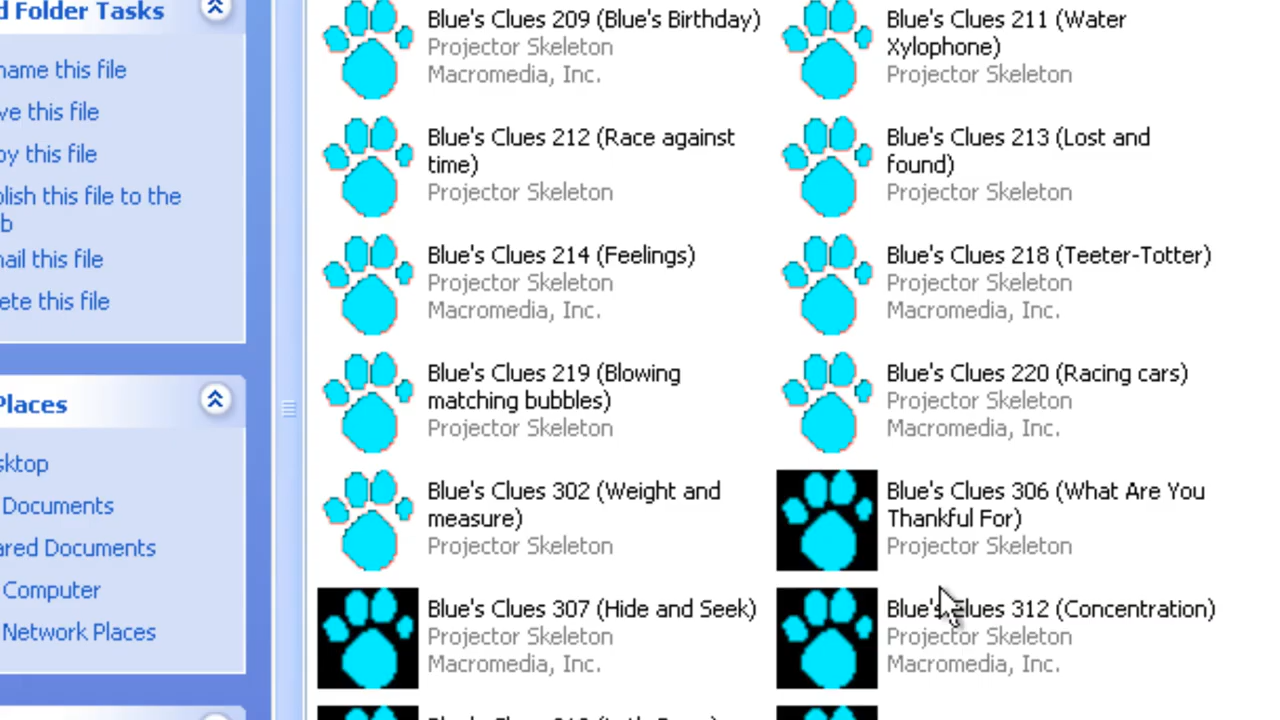 d Folder Tasks
name this file
ve this file
py this file
blish this file to the
b
mail this file
ete this file
Places
sktop
Documents
ared Documents
Computer
Network Places
Blue's Clues 209 (Blue's Birthday)
Projector Skeleton
Macromedia, Inc.
Blue's Clues 211 (Water
Xylophone)
Projector Skeleton
Blue's Clues 212 (Race against
time)
Projector Skeleton
Blue's Clues 213 (Lost and
found)
Projector Skeleton
Blue's Clues 214 (Feelings)
Projector Skeleton
Macromedia, Inc.
Blue's Clues 218 (Teeter-Totter)
Projector Skeleton
Macromedia, Inc.
Blue's Clues 219 (Blowing
matching bubbles)
Projector Skeleton
Blue's Clues 220 (Racing cars)
Projector Skeleton
Macromedia, Inc.
Blue's Clues 302 (Weight and
measure)
Projector Skeleton
Blue's Clues 306 (What Are You
Thankful For)
Projector Skeleton
Blue's Clues 307 (Hide and Seek)
Projector Skeleton
Macromedia, Inc.
Blue's Clues 312 (Concentration)
Projector Skeleton
Macromedia, Inc.